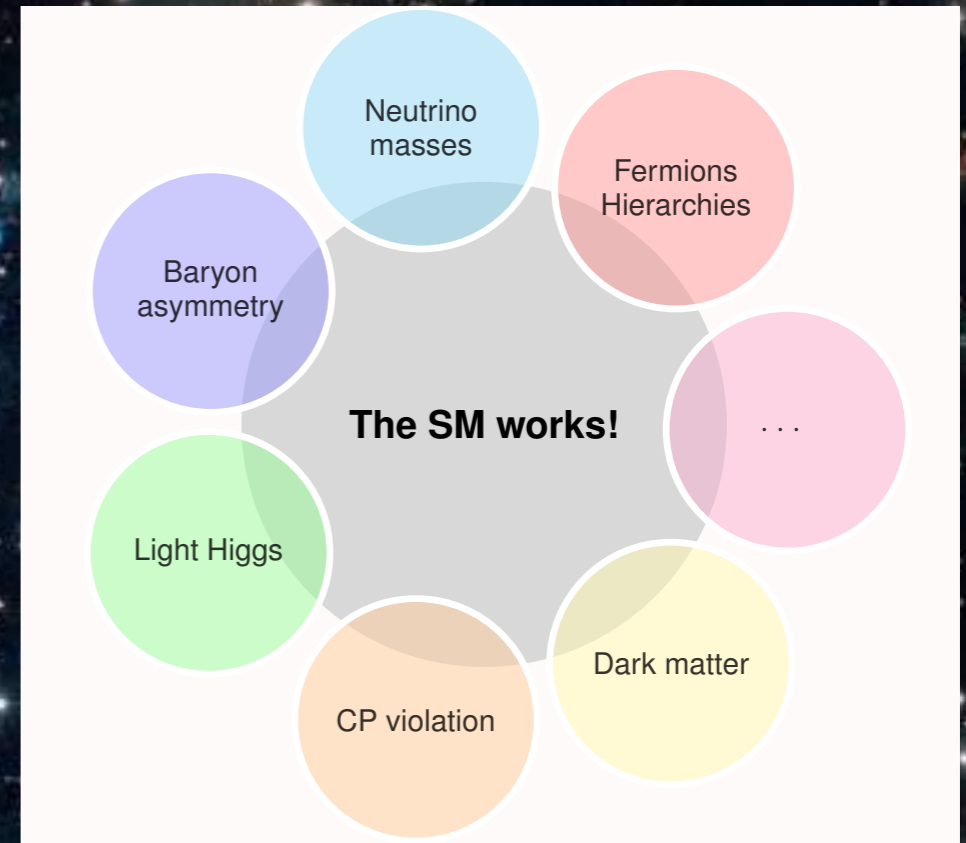 Neutrino
masses
Fermions
Hierarchies
Baryon
asymmetry
The SM works!
...
Light Higgs
Dark matter
CP violation